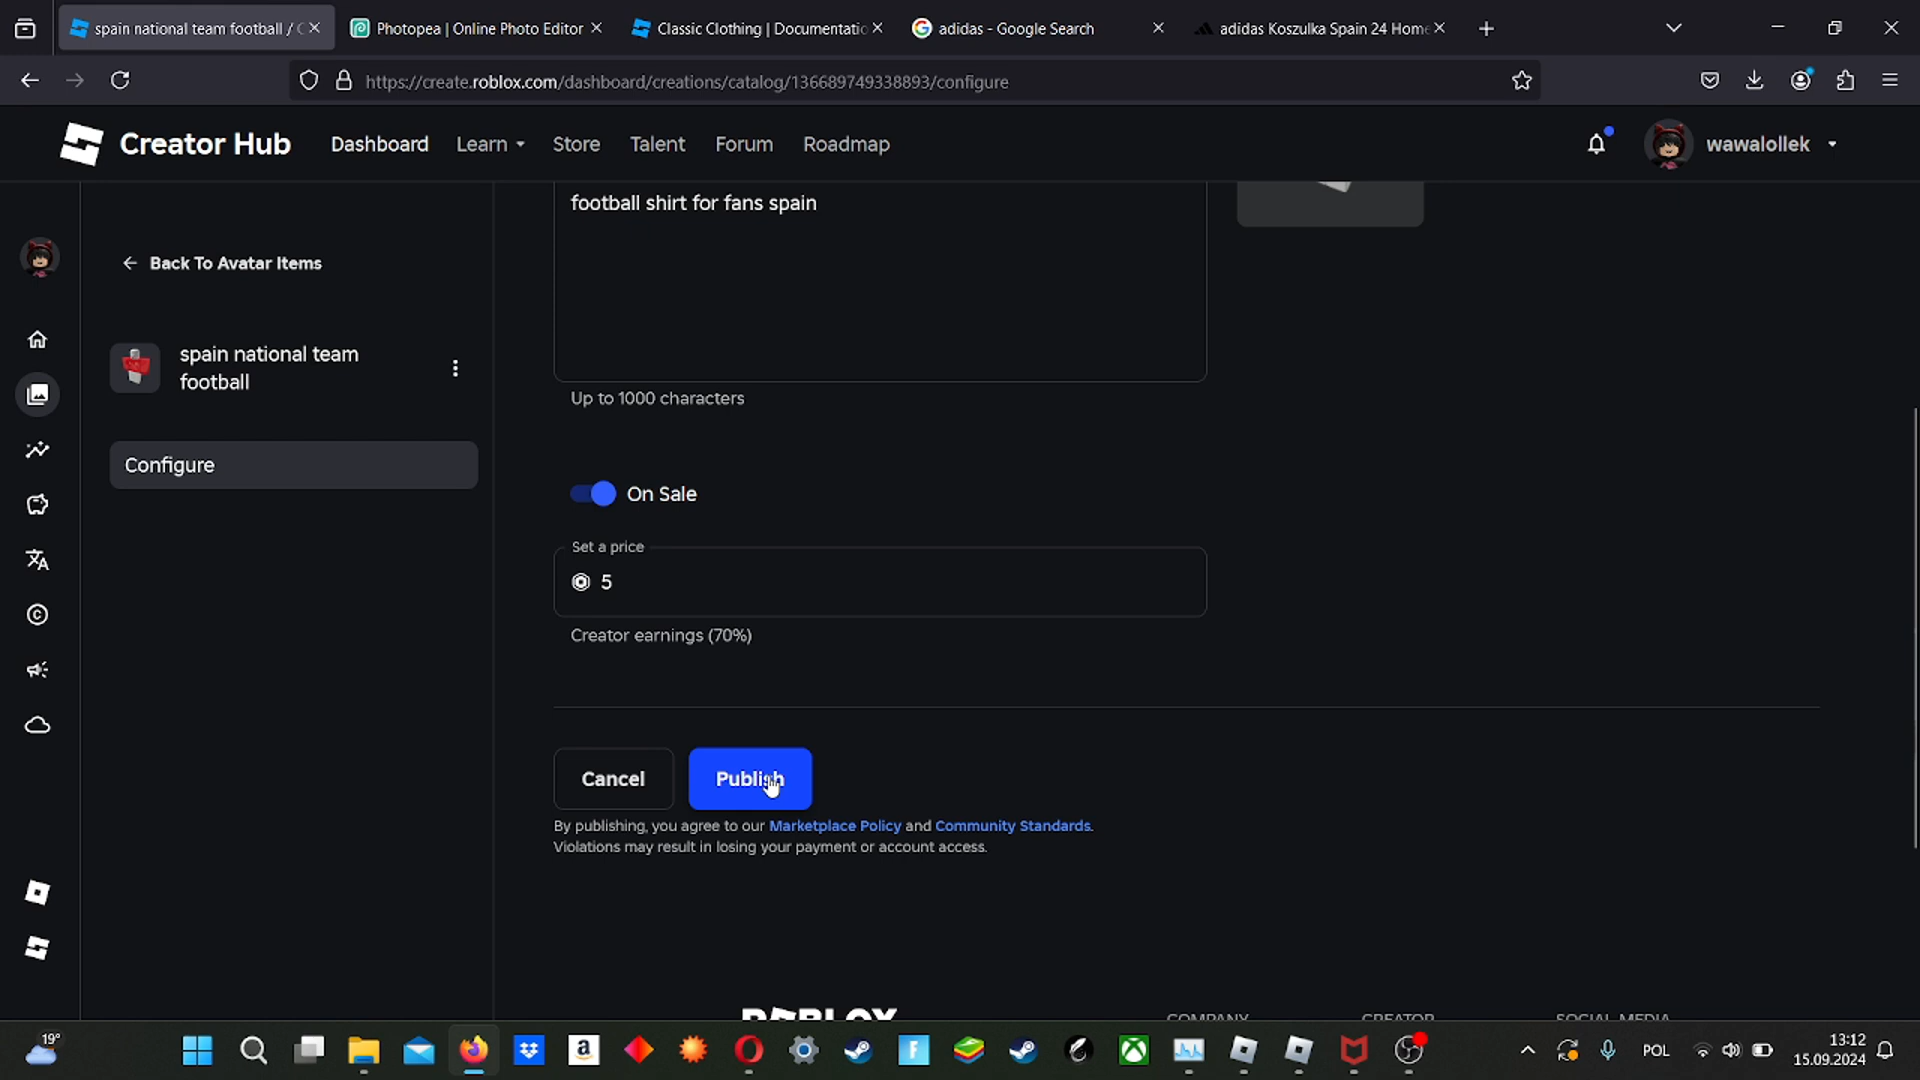 spain national team football / C
Photopea | Online Photo Editor
Classic Clothing | Documentatio
adidas - Google Search
adidas Koszulka Spain 24 Home
https://create.roblox.com/dashboard/creations/catalog/136689749338893/configure
Creator Hub
Dashboard
Learn
Store
Talent
Forum
Roadmap
wawalollek
football shirt for fans spain
Back To Avatar Items
spain national team
football
Up to 1000 characters
Configure
On Sale
Set a price
5
Creator earnings (70%)
Cancel
Publish
By publishing, you agree to our Marketplace Policy and Community Standards.
Violations may result in losing your payment or account access.
ROBLOX
COMPANY
CREATOR
SOCIAL MEDIA
19°
POL
13:12
15.09.2024